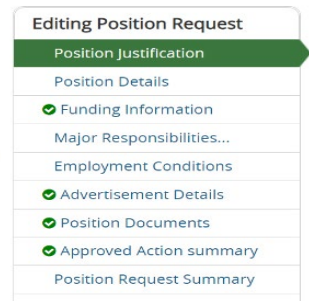 Editing Position Request
Position Justification
Position Details
Funding Information
Major Responsibilities...
Employment Conditions
Advertisement Details
Position Documents
Approved Action summary
Position Request Summary